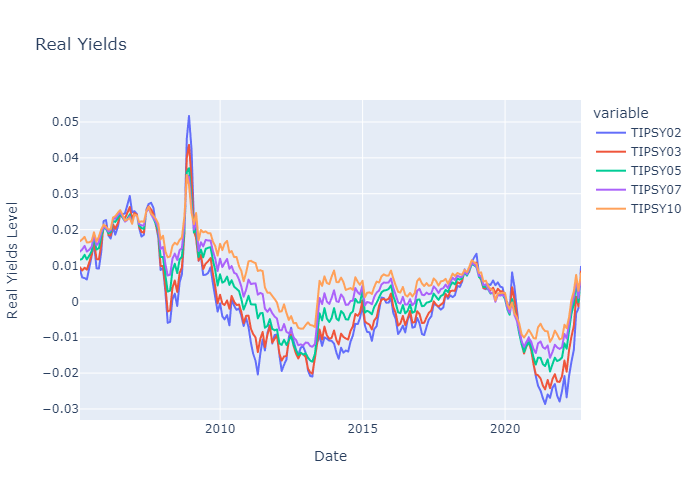 Real Yields
variable
TIPSY02
TIPSY03
TIPSY05
TIPSY07
TIPSY10
Real Yields Level
0.05
0.04
0.03
0.02
0.01
0
−0.01
−0.02
−0.03
2010
2015
2020
Date